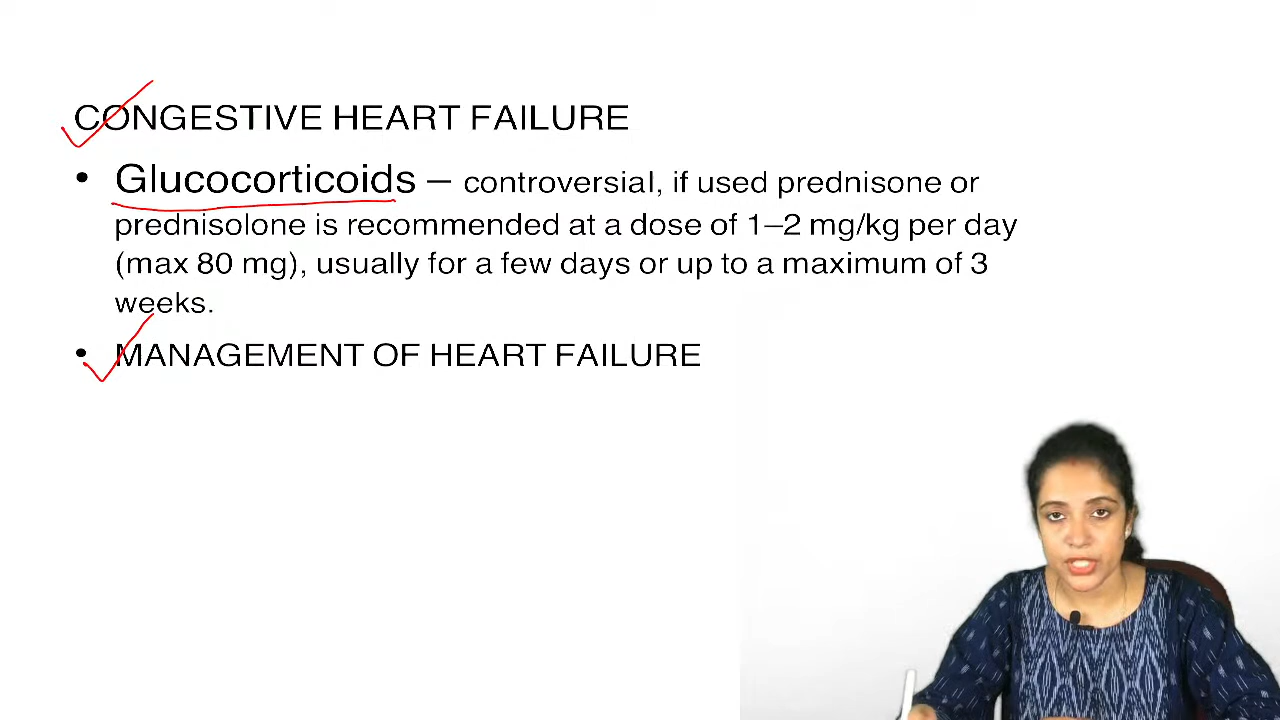 CONGESTIVE HEART FAILURE
• Glucocorticoids – controversial, if used prednisone or
prednisolone is recommended at a dose of 1–2 mg/kg per day
(max 80 mg), usually for a few days or up to a maximum of 3
weeks.
• MANAGEMENT OF HEART FAILURE